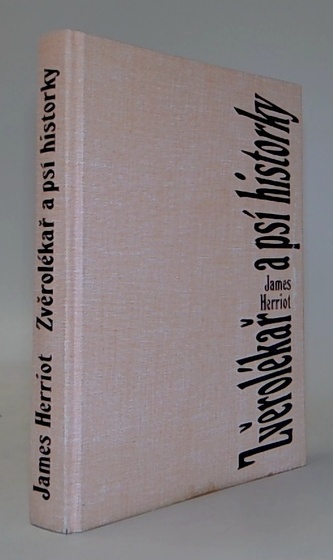 James Herriot Zvěrolékař a psí historky
Zvěrolékař a psí historky
James
Herriot